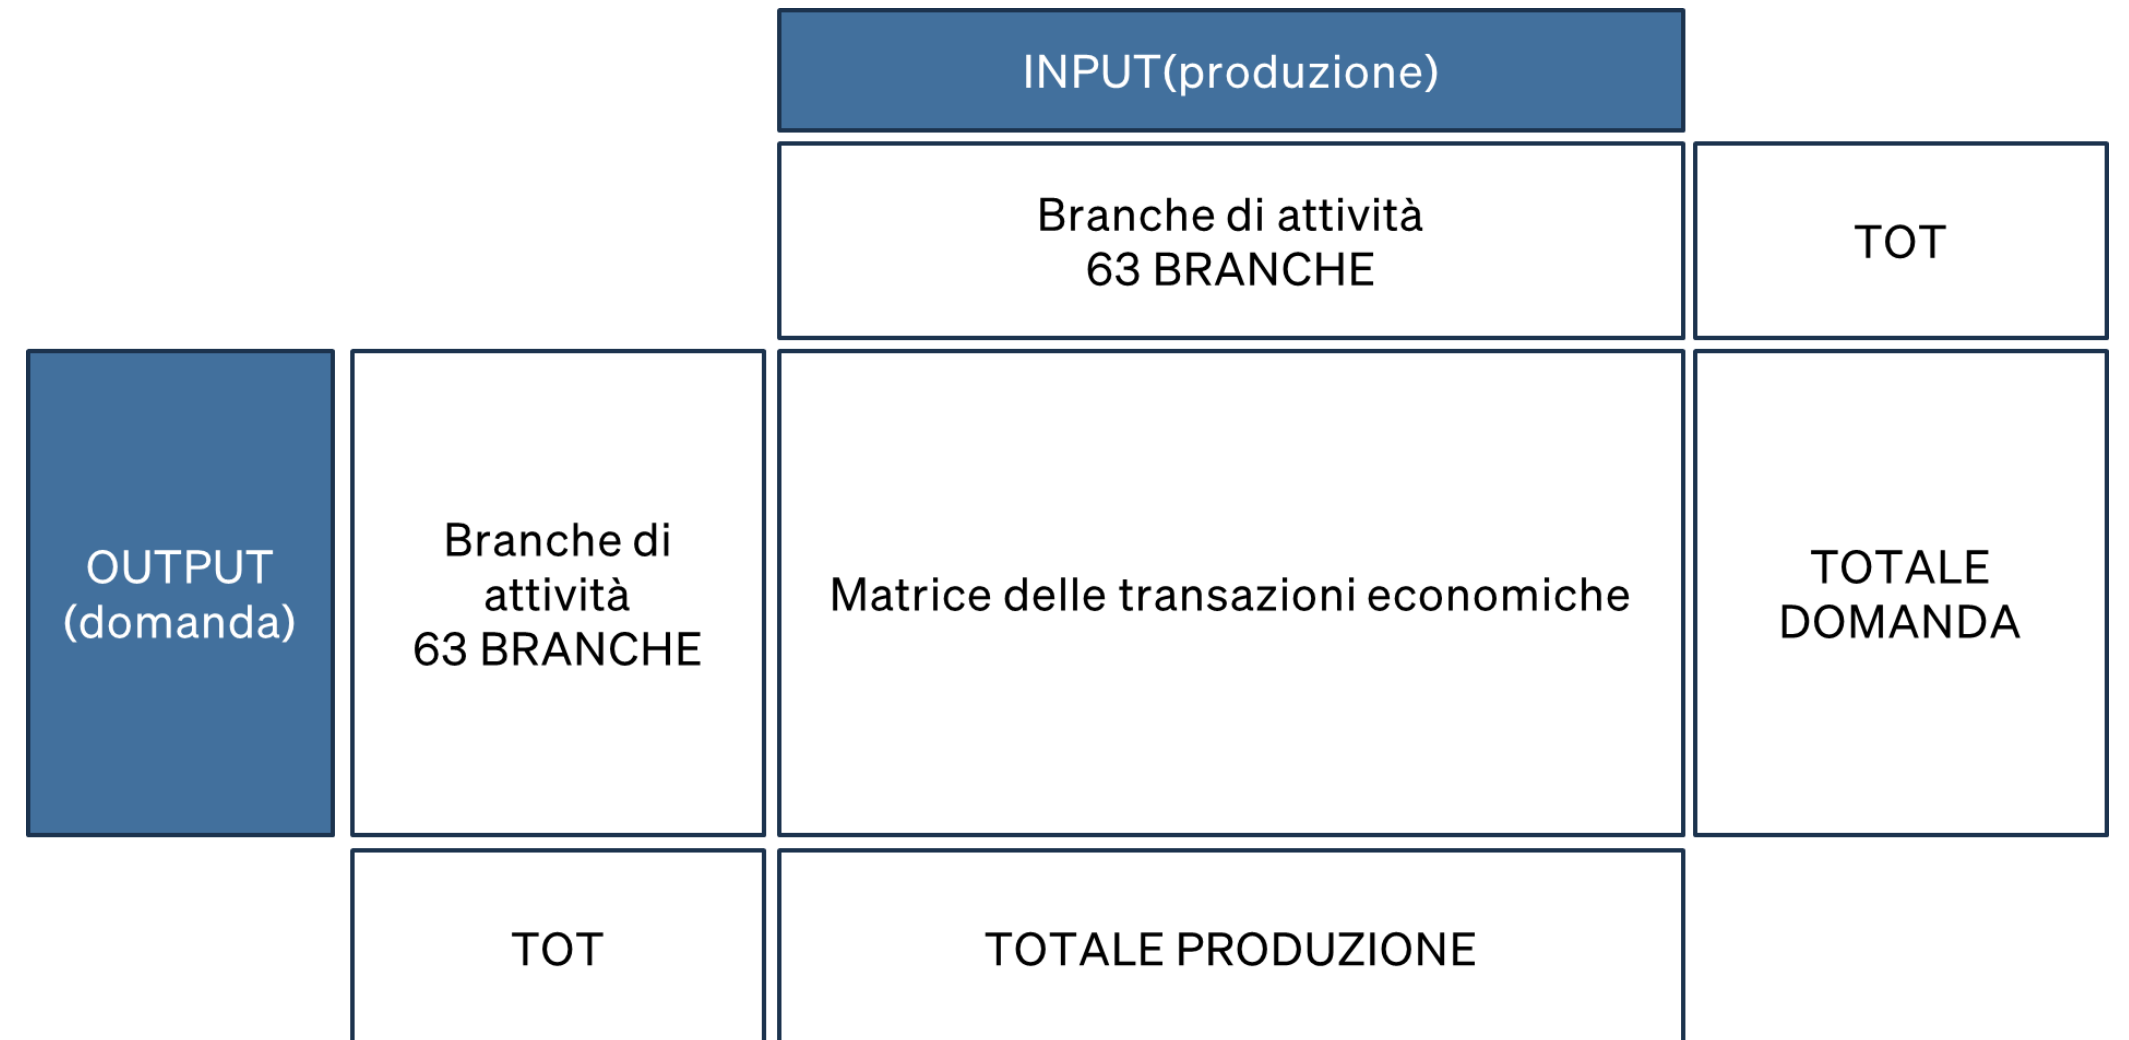 INPUT(produzione)
Branche di attività
63 BRANCHE
TOT
OUTPUT
(domanda)
Branche di
attività
63 BRANCHE
Matrice delle transazioni economiche
TOTALE
DOMANDA
TOT
TOTALE PRODUZIONE